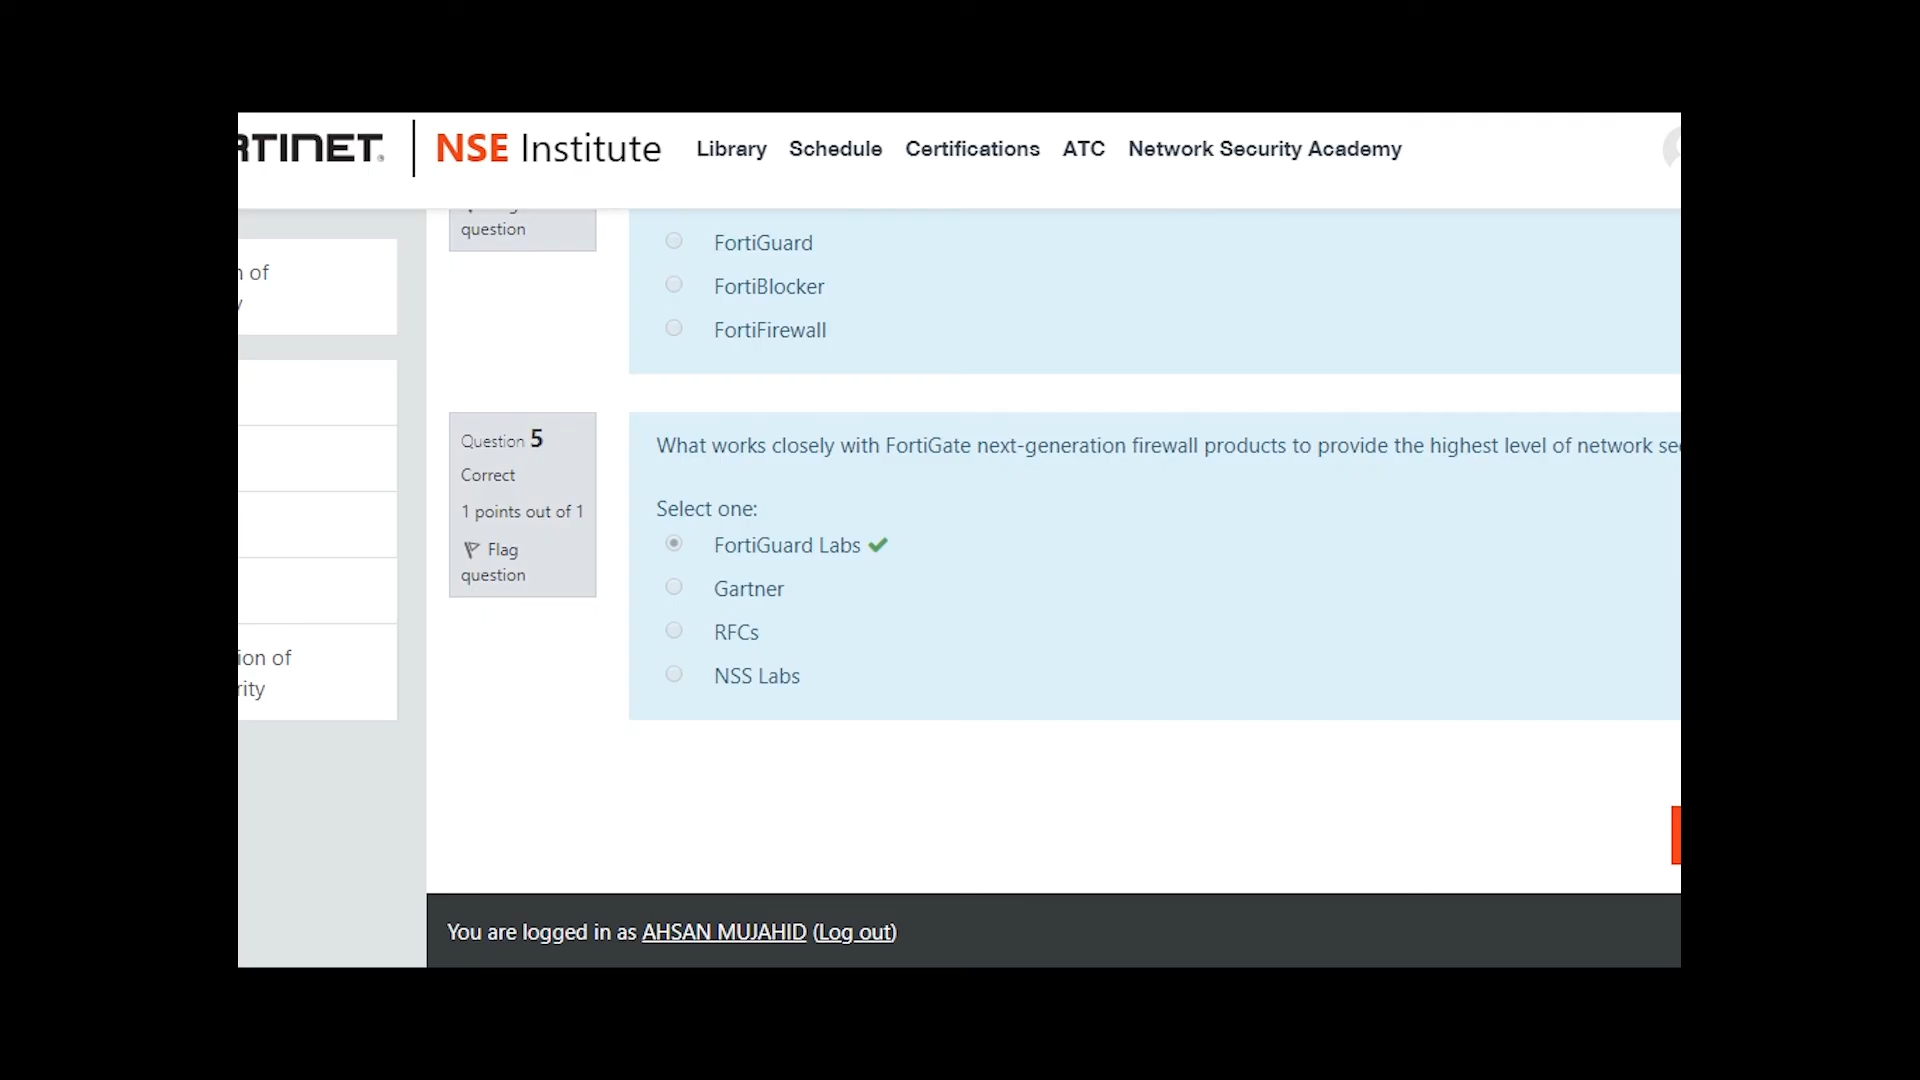 RTINET
NSE Institute
Library Schedule Certifications ATC Network Security Academy
question
FortiGuard
FortiBlocker
FortiFirewall
n of
y
Question 5
Correct
1 points out of 1
Flag
question
What works closely with FortiGate next-generation firewall products to provide the highest level of network se
Select one:
FortiGuard Labs
Gartner
RFCs
NSS Labs
ion of
rity
You are logged in as AHSAN MUJAHID (Log out)